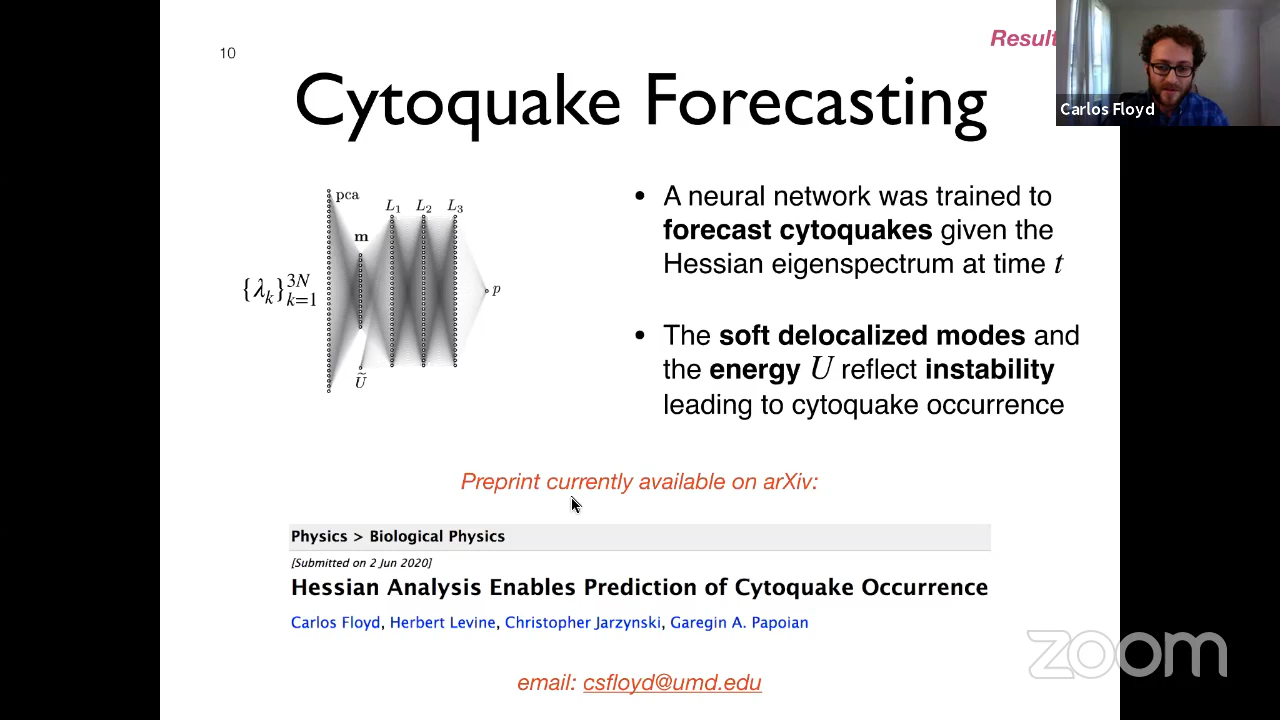 10
Result
Cytoquake Forecasting
Carlos Floyd
pca
L₁ L₂ L₃
m
{λₖ}³ᴺₖ₌₁
p
Ũ
• A neural network was trained to
forecast cytoquakes given the
Hessian eigenspectrum at time t
• The soft delocalized modes and
the energy U reflect instability
leading to cytoquake occurrence
Preprint currently available on arXiv:
Physics > Biological Physics
[Submitted on 2 Jun 2020]
Hessian Analysis Enables Prediction of Cytoquake Occurrence
Carlos Floyd, Herbert Levine, Christopher Jarzynski, Garegin A. Papoian
zoom
email: csfloyd@umd.edu